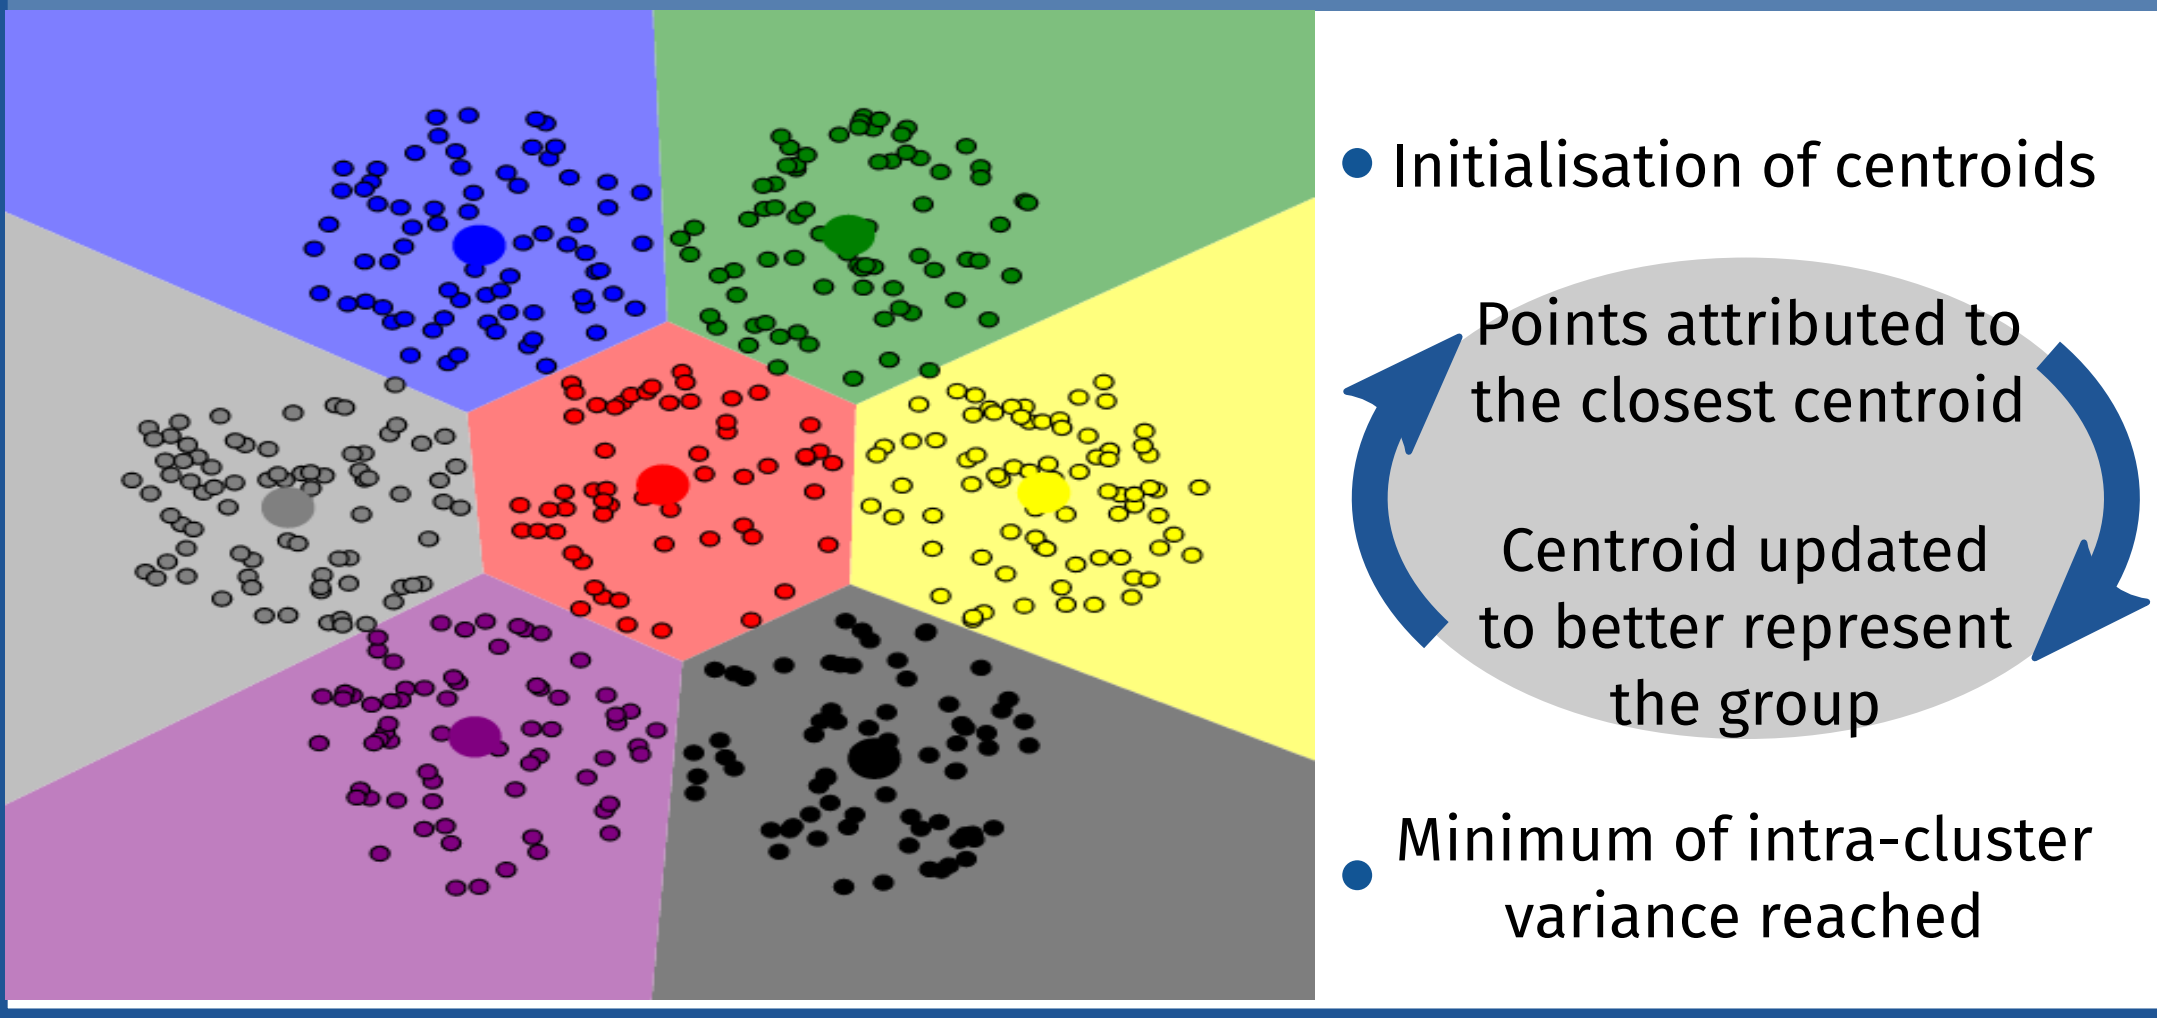 Initialisation of centroids
Points attributed to
the closest centroid
Centroid updated
to better represent
the group
Minimum of intra-cluster
variance reached